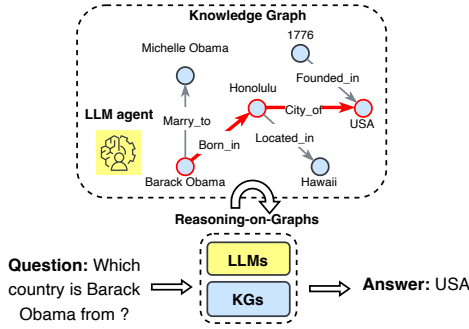 Knowledge Graph
1776
Michelle Obama
Founded_in
Honolulu
LLM agent
City_of
USA
Marry_to
Born_in
Located_in
Barack Obama
Hawaii
Reasoning-on-Graphs
Question: Which
country is Barack
Obama from ?
LLMs
KGs
Answer: USA